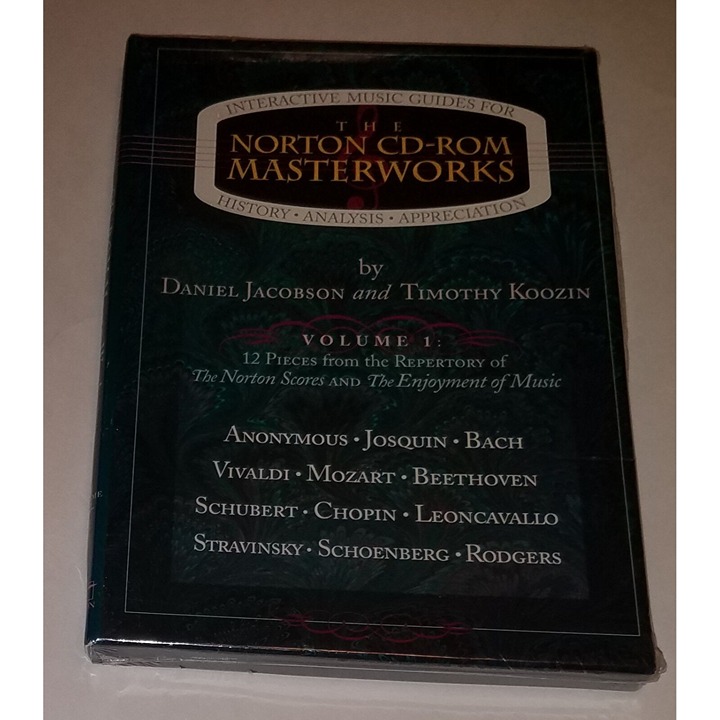 INTERACTIVE MUSIC GUIDES FOR
THE
NORTON CD-ROM
MASTERWORKS
HISTORY • ANALYSIS • APPRECIATION
by
DANIEL JACOBSON and TIMOTHY KOOZIN
VOLUME 1:
12 PIECES from the REPERTORY of
The Norton Scores AND The Enjoyment of Music
ANONYMOUS • JOSQUIN • BACH
VIVALDI • MOZART • BEETHOVEN
SCHUBERT • CHOPIN • LEONCAVALLO
STRAVINSKY • SCHOENBERG • RODGERS